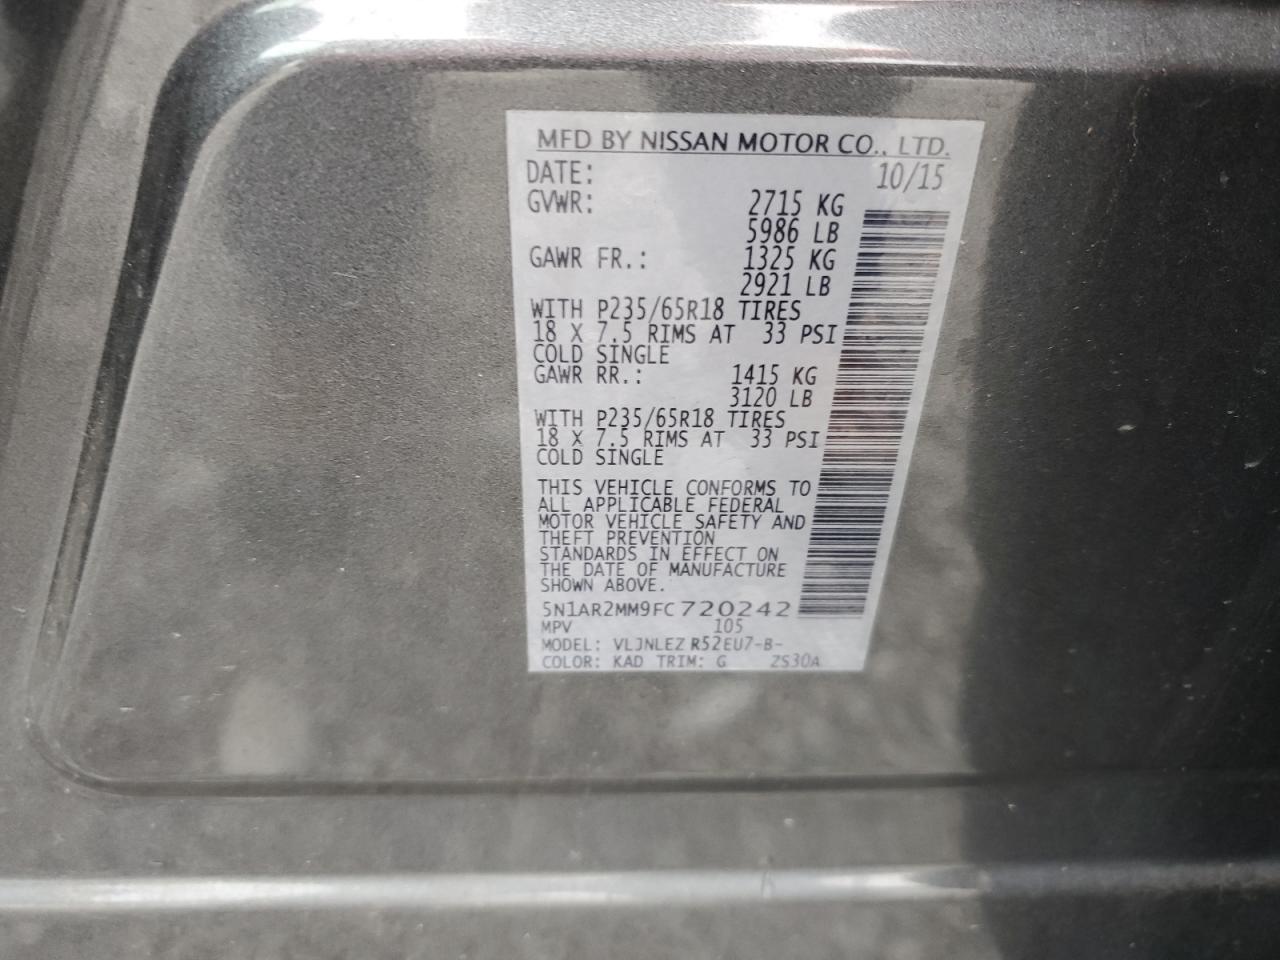 MFD BY NISSAN MOTOR CO., LTD.
DATE: 10/15
GVWR: 2715 KG
5986 LB
GAWR FR.: 1325 KG
2921 LB
WITH P235/65R18 TIRES
18 X 7.5 RIMS AT 33 PSI
COLD SINGLE
GAWR RR.: 1415 KG
3120 LB
WITH P235/65R18 TIRES
18 X 7.5 RIMS AT 33 PSI
COLD SINGLE
THIS VEHICLE CONFORMS TO
ALL APPLICABLE FEDERAL
MOTOR VEHICLE SAFETY AND
THEFT PREVENTION
STANDARDS IN EFFECT ON
THE DATE OF MANUFACTURE
SHOWN ABOVE.
5N1AR2MM9FC720242
MPV 105
MODEL: VLJNLEZ R52EU7-B-
COLOR: KAD TRIM: G ZS30A